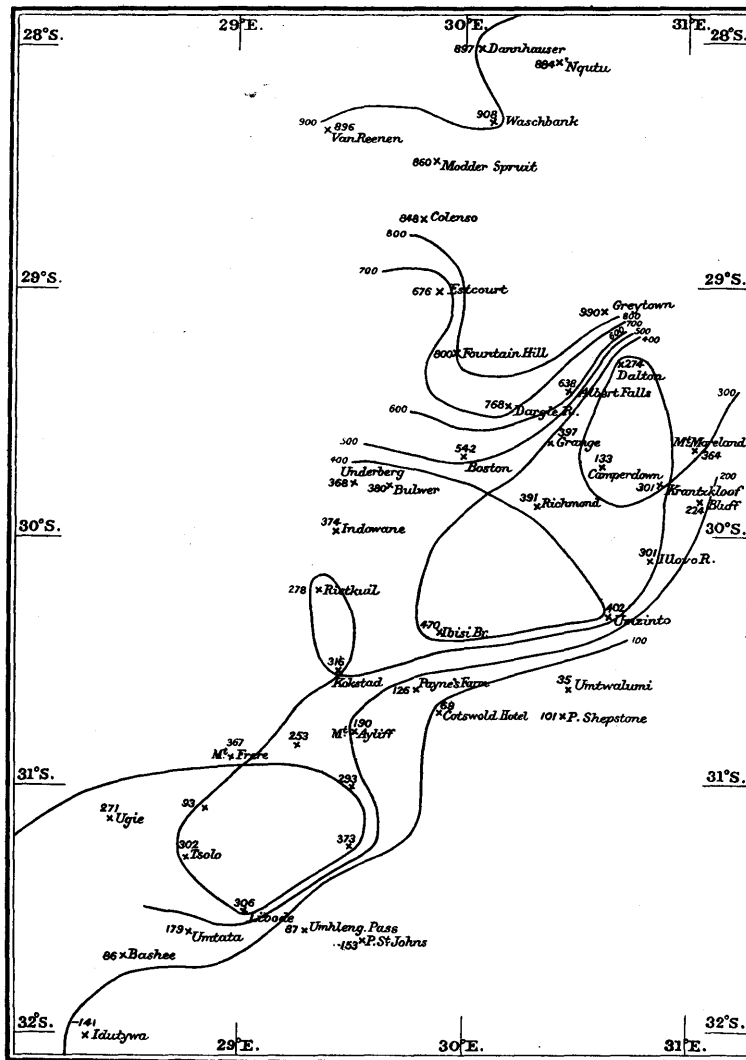 29°E. 30°E. 31°E.
28°S. 28°S.
897 Dannhauser
884 Nqutu
908
Waschbank
900 896
Van Reenen
860 Modder Spruit
848 Colenso
800
700
29°S. 29°S.
676 Estcourt
990 Greytown
800
700
600 500
400
800 Fountain Hill
274
Dalton
638
Albert Falls
300
600
768
Dargle R.
397
Grange
Mt Moreland
364
500
400
542
Boston
133
Camperdown
200
Underberg
368
380 Bulwer
301 Krantzkloof
Bluff
224
391
Richmond
30°S. 30°S.
374
Indowane
301
Illovo R.
278 Rietkuil
402
Umzinto
470
Ibisi Br.
100
316
Kokstad
126 Payne's Farm
35
Umtwalumi
68
Cotswold Hotel
101 P. Shepstone
190
Mt Ayliff
253
367
Mt Frere
31°S. 31°S.
293
93
271
Ugie
302
Tsolo
373
306
Libode
179
Umtata
87 Umhleng. Pass
-153 P. St Johns
86 Bashee
-141
Idutywa
32°S. 32°S.
29°E. 30°E. 31°E.